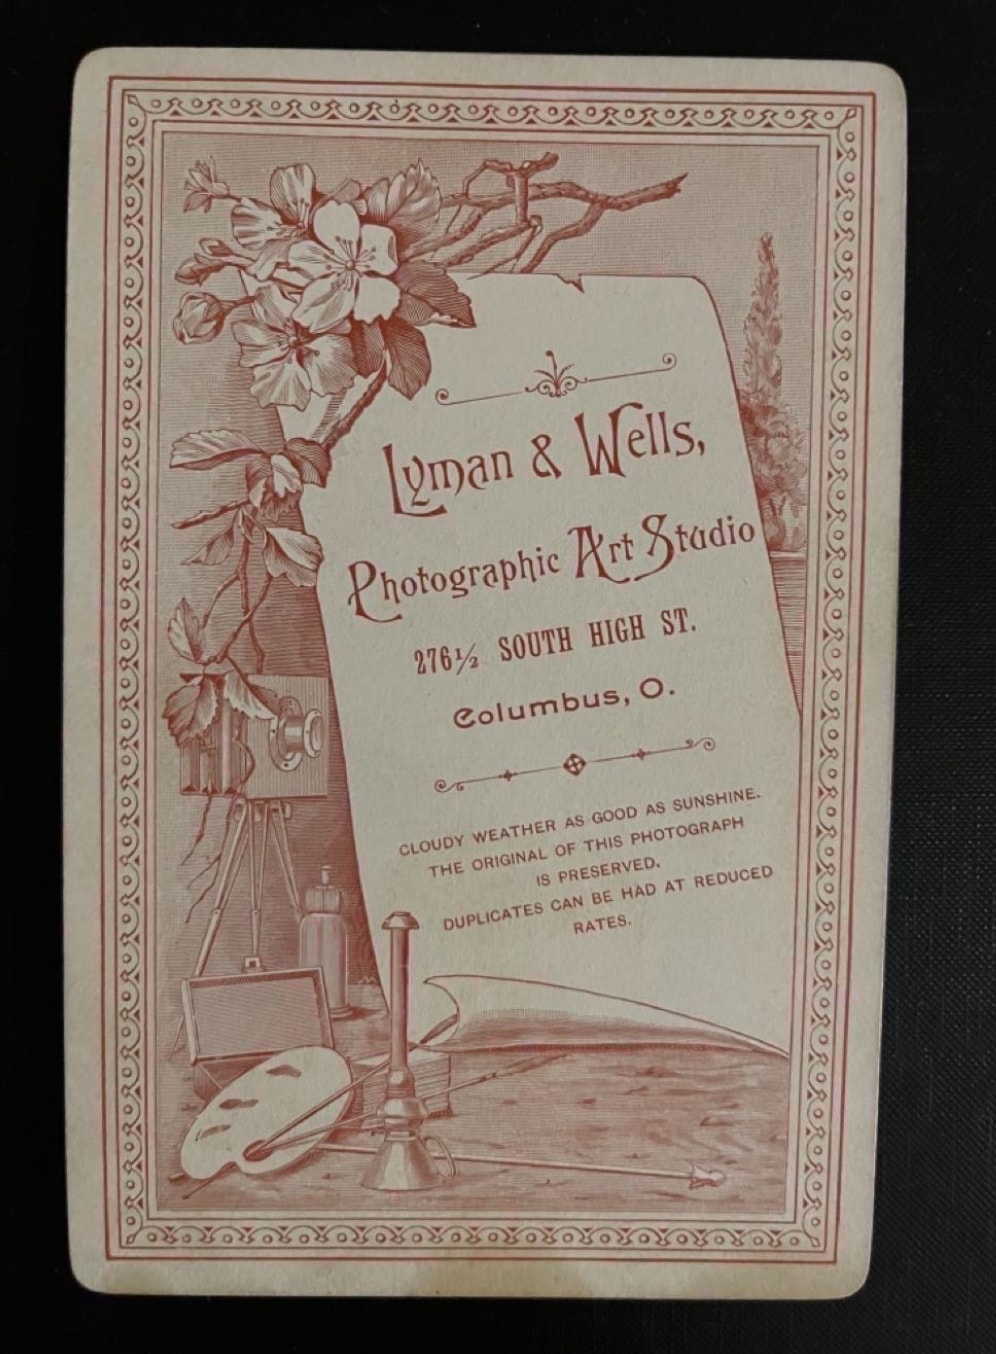 Lyman & Wells,
Photographic Art Studio
276½ SOUTH HIGH ST.
Columbus, O.
CLOUDY WEATHER AS GOOD AS SUNSHINE.
THE ORIGINAL OF THIS PHOTOGRAPH
IS PRESERVED.
DUPLICATES CAN BE HAD AT REDUCED
RATES.